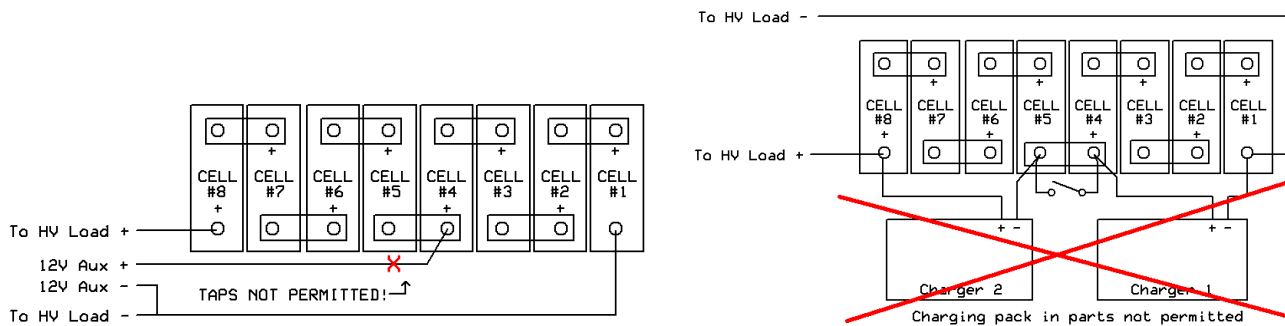 + + +
CELL CELL CELL CELL CELL CELL CELL CELL
#8 #7 #6 #5 #4 #3 #2 #1
+ + + +
To HV Load +
12V Aux +
12V Aux -
TAPS NOT PERMITTED!
To HV Load -
To HV Load -
+ + + +
CELL CELL CELL CELL CELL CELL CELL CELL
#8 #7 #6 #5 #4 #3 #2 #1
+ + + +
To HV Load +
+ - + -
Charger 2 Charger 1
Charging pack in parts not permitted